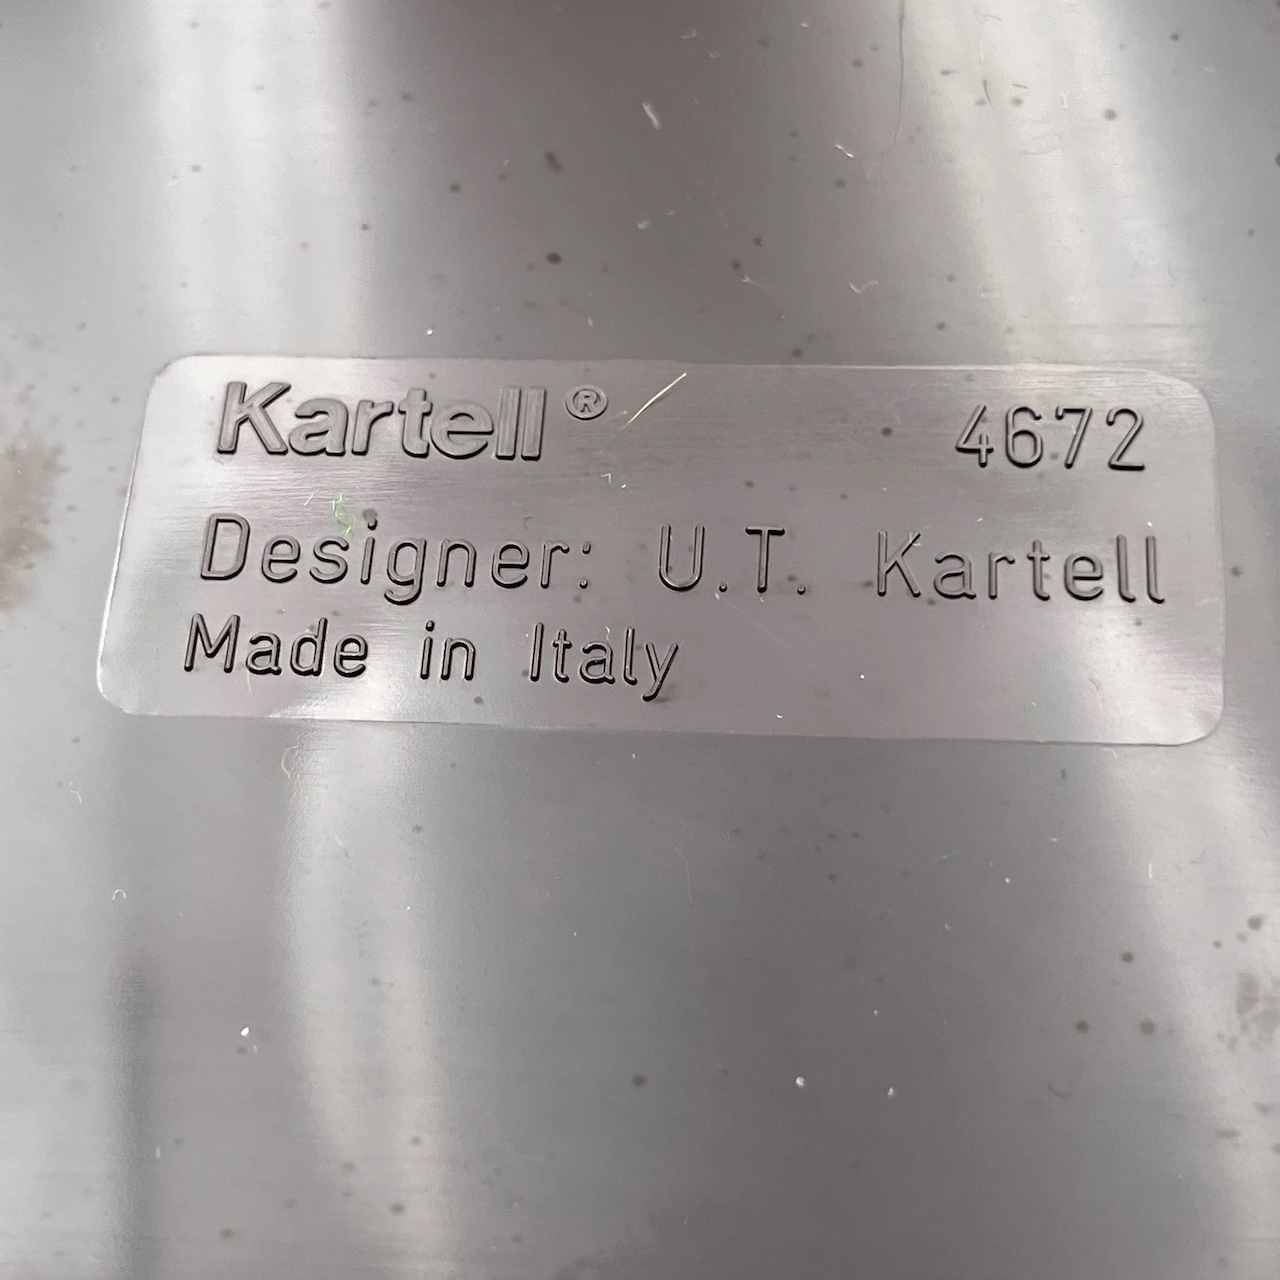 Kartell® 4672
Designer: U.T. Kartell
Made in Italy